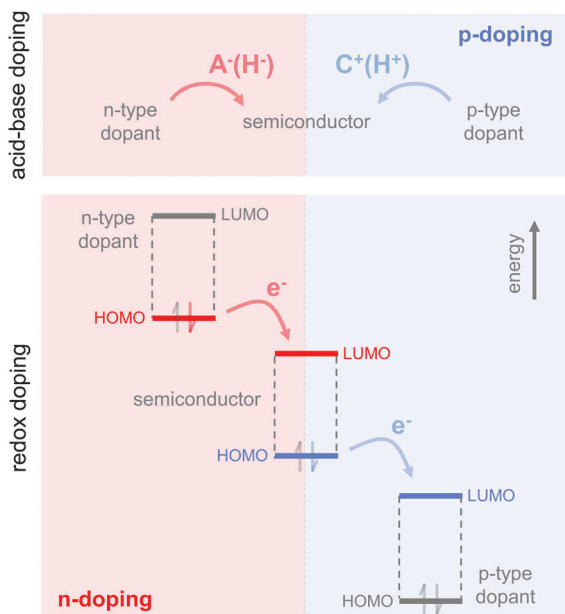 acid-base doping
p-doping
A⁻(H⁻)
C⁺(H⁺)
n-type
dopant
semiconductor
p-type
dopant
redox doping
n-type
dopant
LUMO
energy
HOMO
e⁻
LUMO
semiconductor
HOMO
e⁻
LUMO
p-type
dopant
HOMO
n-doping